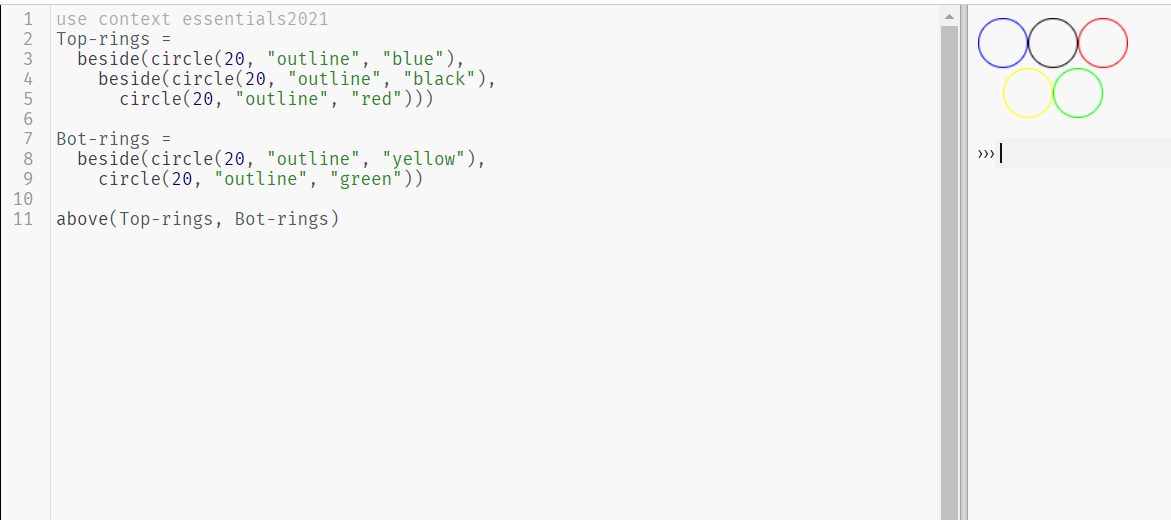 1 use context essentials2021
2 Top-rings =
3   beside(circle(20, "outline", "blue"),
4     beside(circle(20, "outline", "black"),
5       circle(20, "outline", "red")))
6
7 Bot-rings =
8   beside(circle(20, "outline", "yellow"),
9     circle(20, "outline", "green"))
10
11 above(Top-rings, Bot-rings)
›››